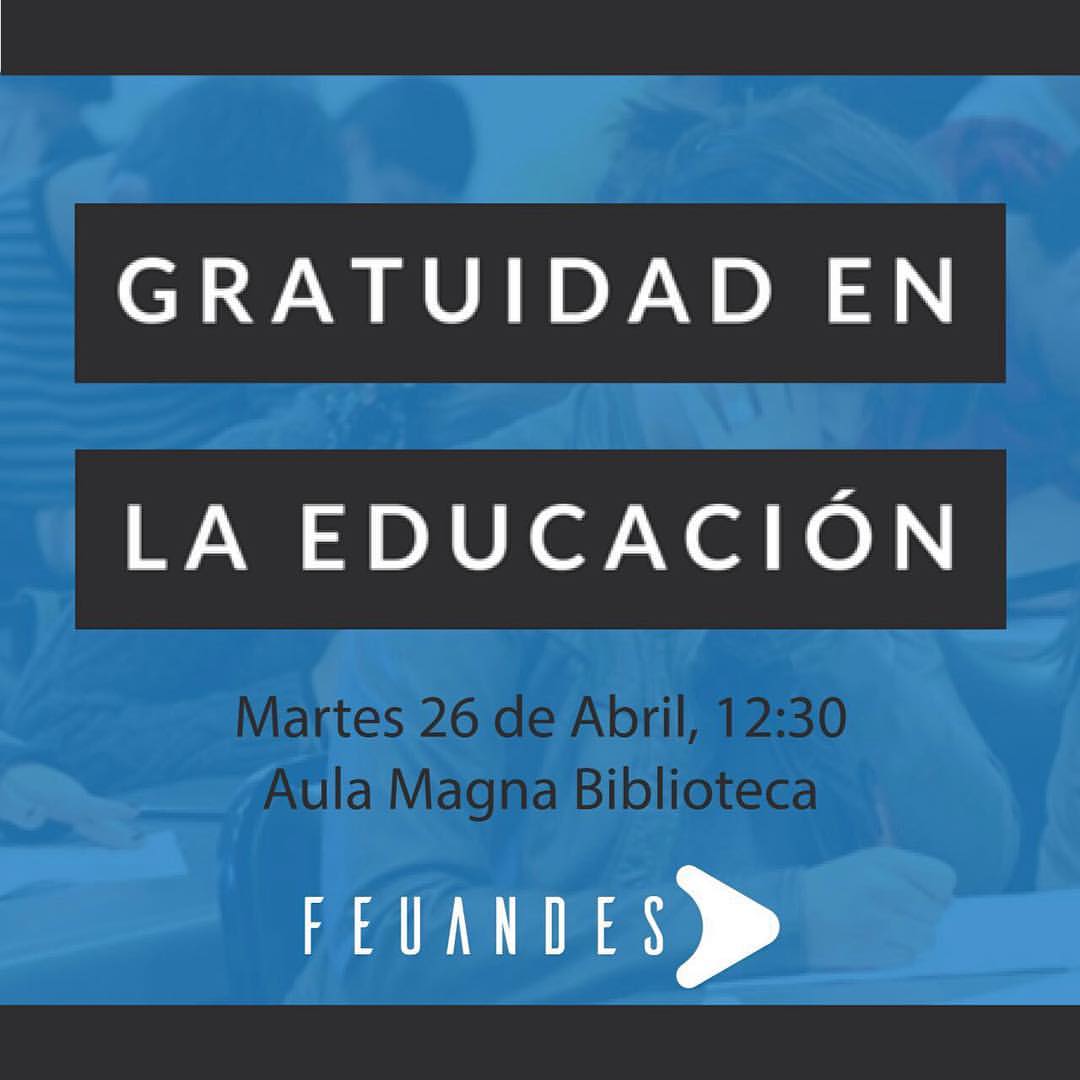 GRATUIDAD EN
LA EDUCACIÓN
Martes 26 de Abril, 12:30
Aula Magna Biblioteca
FEUANDES